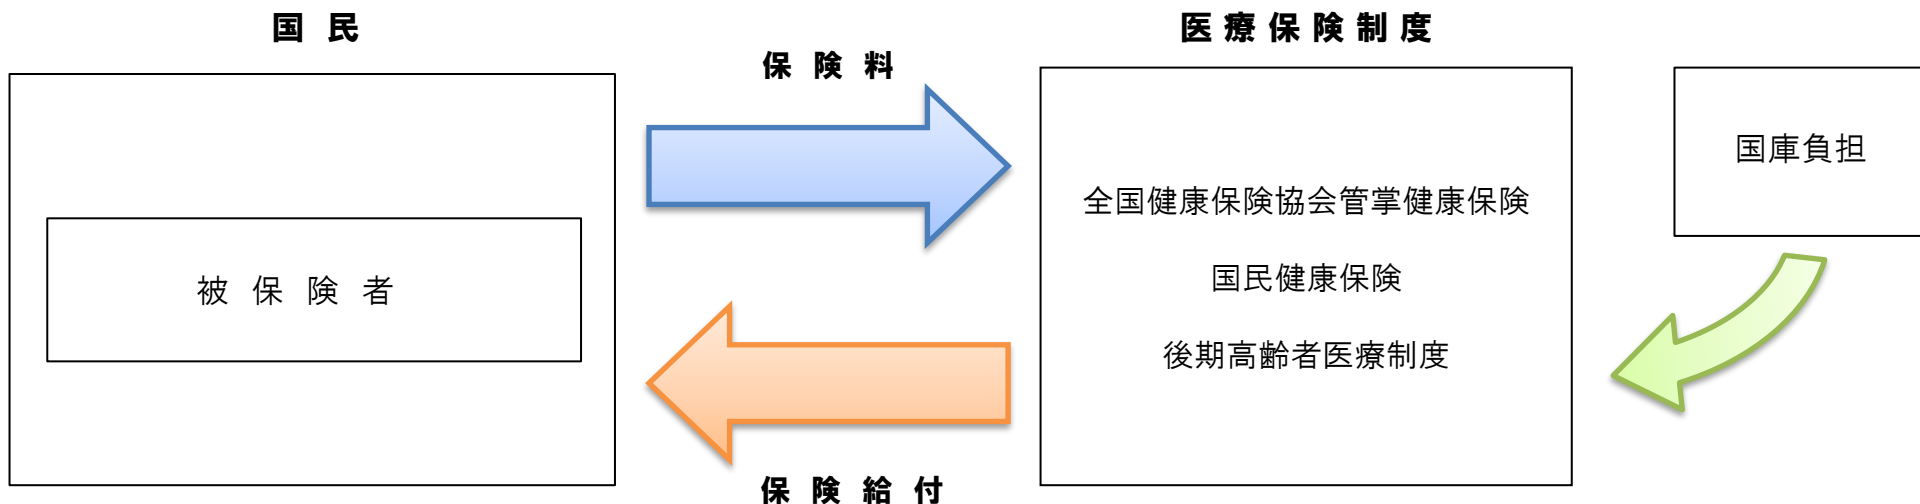 国民
医療保険制度
保険料
国庫負担
全国健康保険協会管掌健康保険
国民健康保険
被保険者
後期高齢者医療制度
保険給付